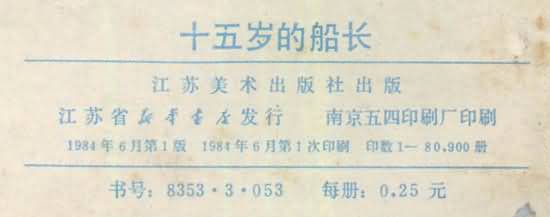 十五岁的船长
江苏美术出版社出版
江苏省新华书店发行 南京五四印刷厂印刷
1984年6月第1版 1984年6月第1次印刷 印数1—80,900册
书号：8353·3·053 每册：0.25元